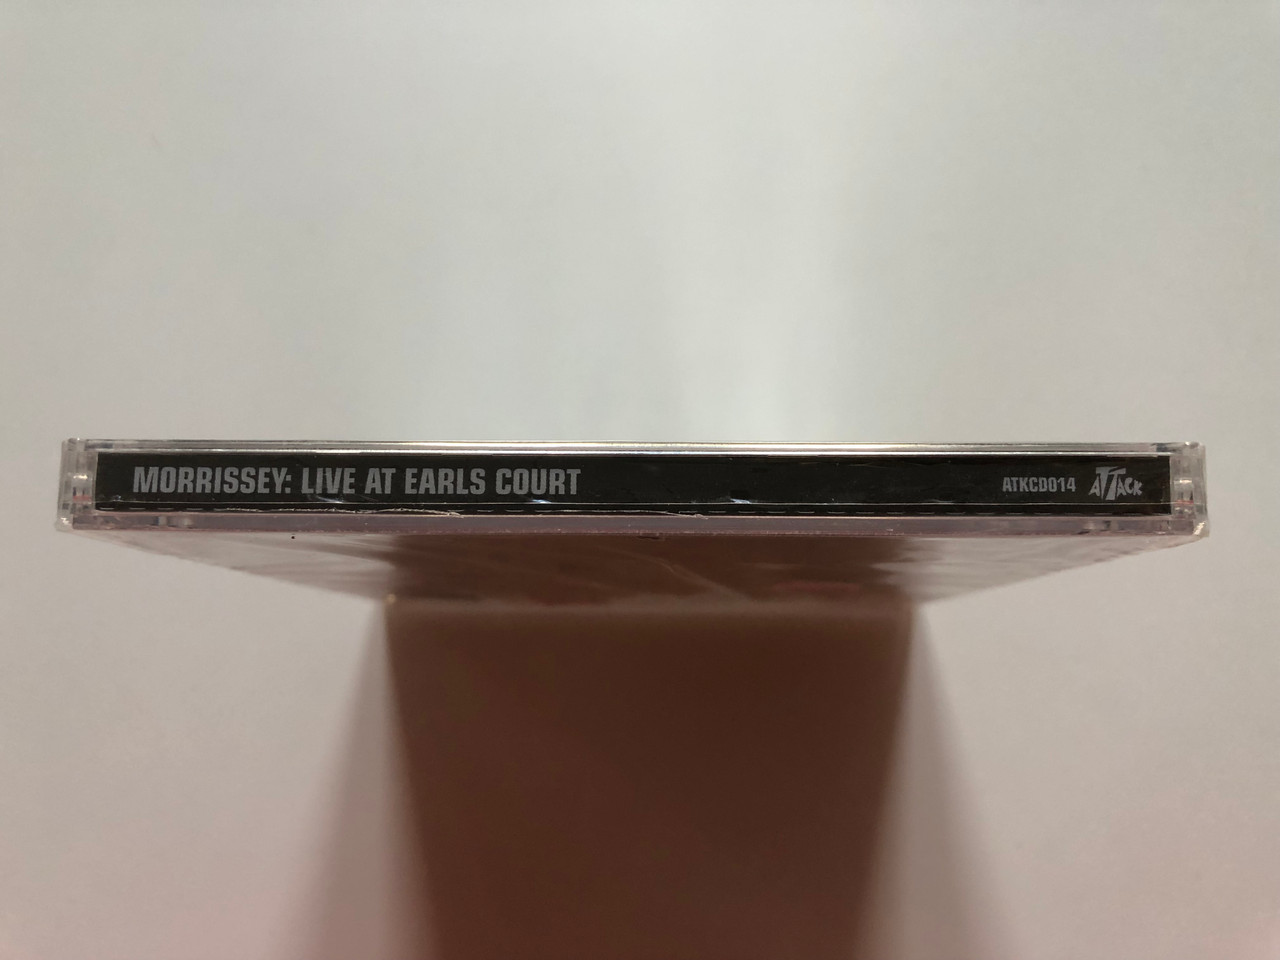 MORRISSEY: LIVE AT EARLS COURT ATKCD014 ATTACK